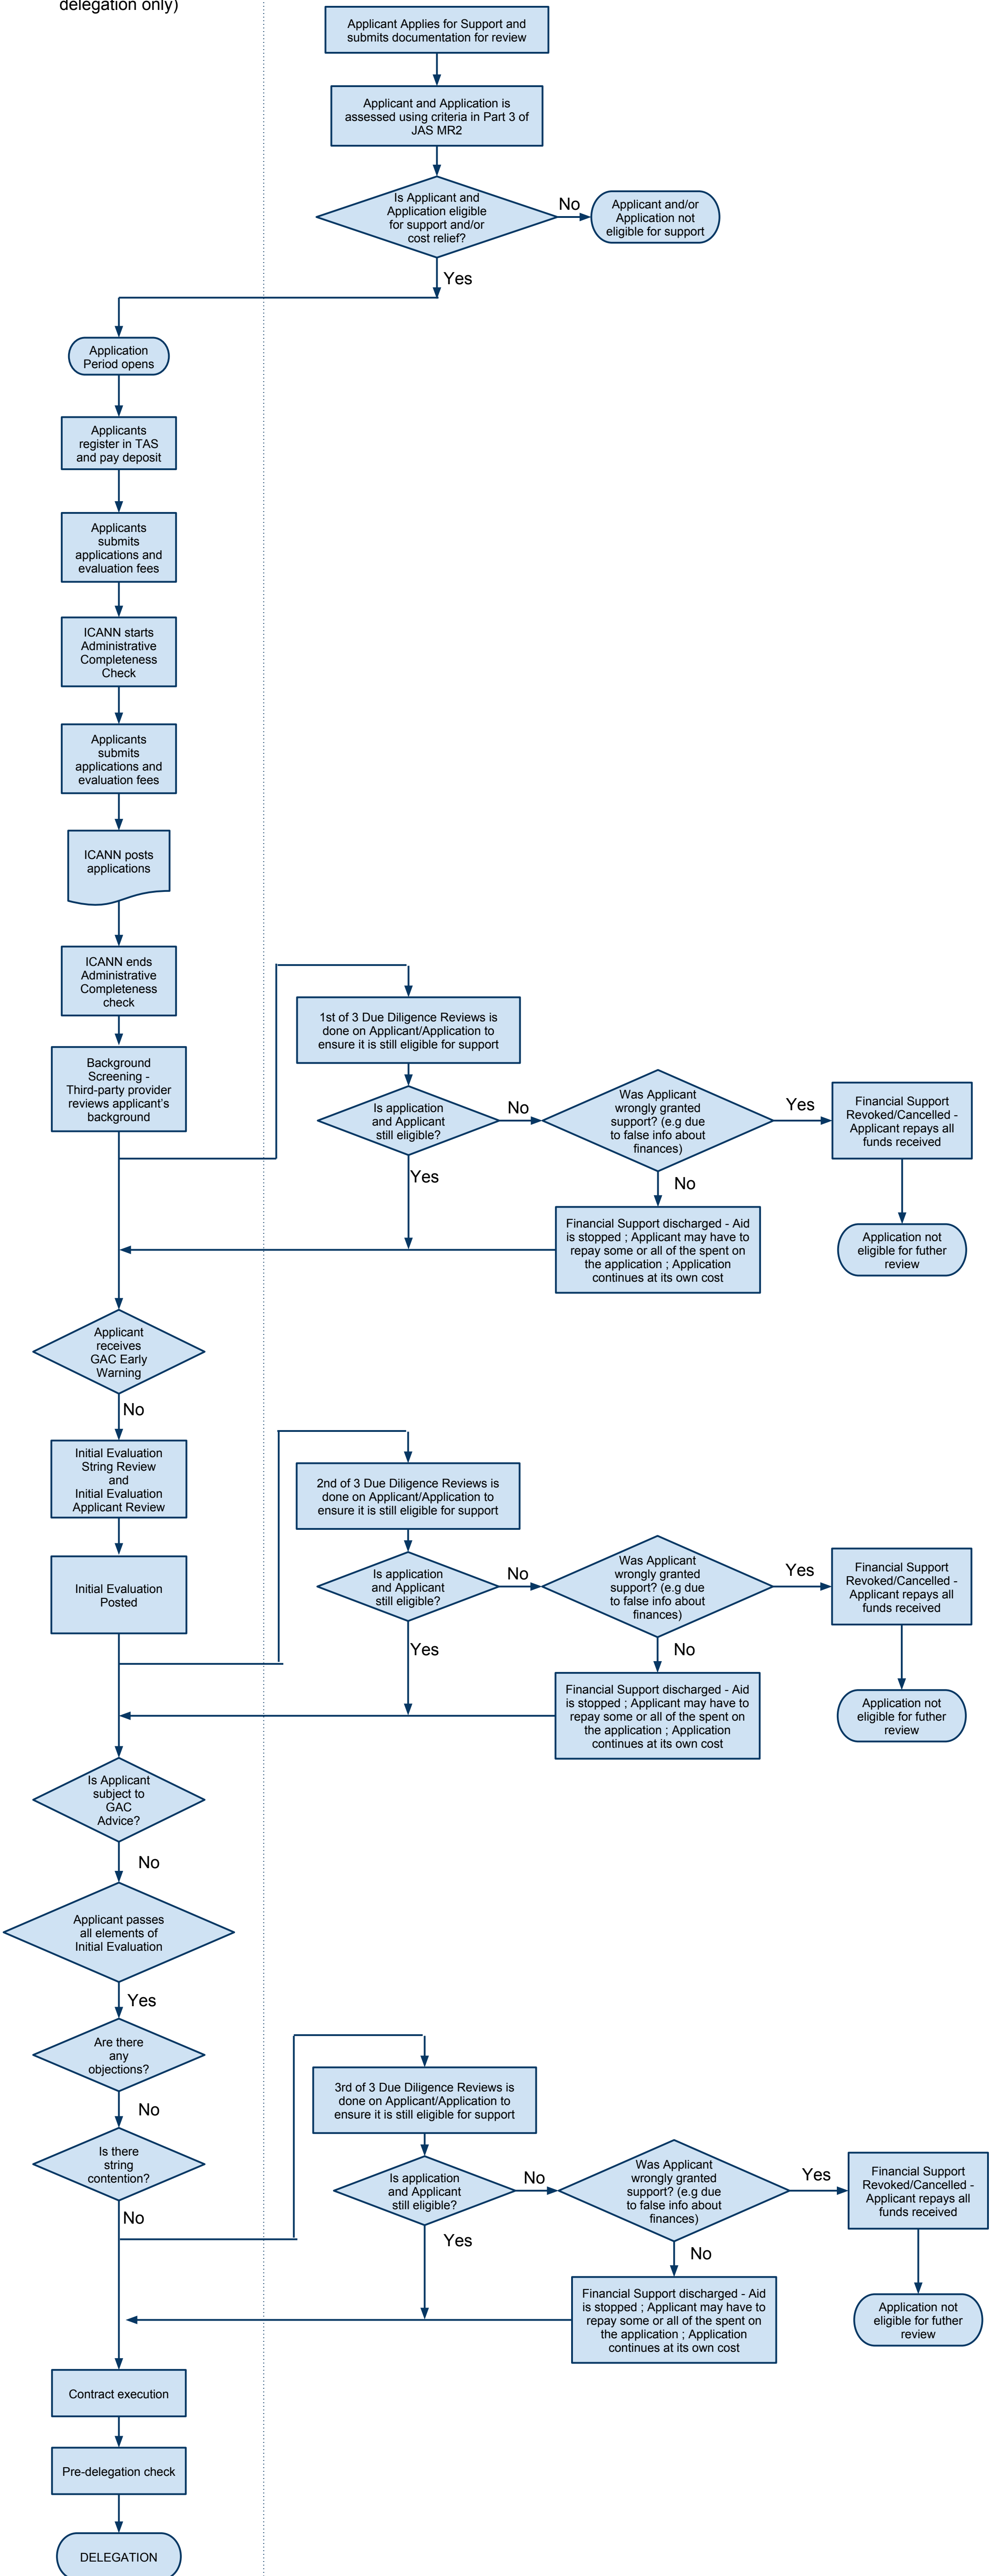 delegation only)
Applicant Applies for Support and
submits documentation for review
Applicant and Application is
assessed using criteria in Part 3 of
JAS MR2
Is Applicant and
Application eligible
for support and/or
cost relief?
No
Applicant and/or
Application not
eligible for support
Yes
Application
Period opens
Applicants
register in TAS
and pay deposit
Applicants
submits
applications and
evaluation fees
ICANN starts
Administrative
Completeness
Check
Applicants
submits
applications and
evaluation fees
ICANN posts
applications
ICANN ends
Administrative
Completeness
check
Background
Screening -
Third-party provider
reviews applicant's
background
1st of 3 Due Diligence Reviews is
done on Applicant/Application to
ensure it is still eligible for support
Is application
and Applicant
still eligible?
No
Was Applicant
wrongly granted
support? (e.g due
to false info about
finances)
Yes
Financial Support
Revoked/Cancelled -
Applicant repays all
funds received
Yes
No
Financial Support discharged - Aid
is stopped ; Applicant may have to
repay some or all of the spent on
the application ; Application
continues at its own cost
Application not
eligible for futher
review
Applicant
receives
GAC Early
Warning
No
Initial Evaluation
String Review
and
Initial Evaluation
Applicant Review
Initial Evaluation
Posted
2nd of 3 Due Diligence Reviews is
done on Applicant/Application to
ensure it is still eligible for support
Is application
and Applicant
still eligible?
No
Was Applicant
wrongly granted
support? (e.g due
to false info about
finances)
Yes
Financial Support
Revoked/Cancelled -
Applicant repays all
funds received
Yes
No
Financial Support discharged - Aid
is stopped ; Applicant may have to
repay some or all of the spent on
the application ; Application
continues at its own cost
Application not
eligible for futher
review
Is Applicant
subject to
GAC
Advice?
No
Applicant passes
all elements of
Initial Evaluation
Yes
Are there
any
objections?
No
Is there
string
contention?
No
3rd of 3 Due Diligence Reviews is
done on Applicant/Application to
ensure it is still eligible for support
Is application
and Applicant
still eligible?
No
Was Applicant
wrongly granted
support? (e.g due
to false info about
finances)
Yes
Financial Support
Revoked/Cancelled -
Applicant repays all
funds received
Yes
No
Financial Support discharged - Aid
is stopped ; Applicant may have to
repay some or all of the spent on
the application ; Application
continues at its own cost
Application not
eligible for futher
review
Contract execution
Pre-delegation check
DELEGATION